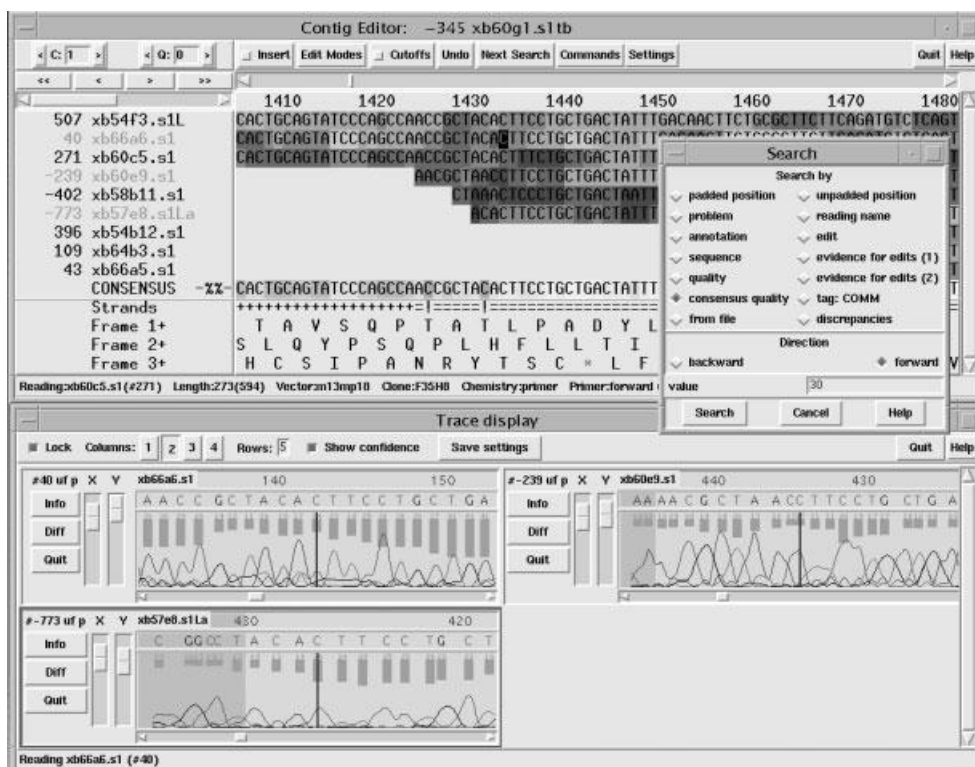 Contig Editor: -345 xb60g1.s1tb
< C: 1 > < Q: 0 > Insert Edit Modes Cutoffs Undo Next Search Commands Settings Quit Help
<< < > >>
1410 1420 1430 1440 1450 1460 1470 1480
507 xb54f3.s1L CACTGCAGTATCCCAGCCAACCGCTACACTTCCTGCTGACTATTTGACAACTTCTGCGCTTCTTCAGATGTCTCAGT
40 xb66a6.s1 CACTGCAGTATCCCAGCCAACCGCTACACTTCCTGCTGACTATTT
271 xb60c5.s1 CACTGCAGTATCCCAGCCAACCGCTACACTTTCTGCTGACTATTT
-239 xb60e9.s1 AACGCTAACCTTCCTGCTGACTATTT
-402 xb58b11.s1 CTAAACTCCCTGCTGACTAATT
-773 xb57e8.s1La ACACTTCCTGCTGACTATTT
396 xb54b12.s1
109 xb64b3.s1
43 xb66a5.s1
CONSENSUS -%%- CACTGCAGTATCCCAGCCAACCGCTACACTTCCTGCTGACTATTT
Strands
Frame 1+ T A V S Q P T A T L P A D Y L
Frame 2+ S L Q Y P S Q P L H F L L T I
Frame 3+ H C S I P A N R Y T S C * L F
Reading:xb60c5.s1(#271) Length:273(594) Vector:m13mp18 Clone:F35H8 Chemistry:primer Primer:forward
Search
Search by
padded position unpadded position
problem reading name
annotation edit
sequence evidence for edits (1)
quality evidence for edits (2)
consensus quality tag: COMM
from file discrepancies
Direction
backward forward
value 30
Search Cancel Help
Trace display
Lock Columns: 1 2 3 4 Rows: 5 Show confidence Save settings Quit Help
#40 uf p X Y xb66a6.s1 140 150
Info
Diff
Quit
A A C C G C T A C A C T T C C T G C T G A
#-239 uf p X Y xb60e9.s1 440 430
Info
Diff
Quit
A A A A C G C T A A C C T T C C T G C T G A
#-773 uf p X Y xb57e8.s1La 430 420
Info
Diff
Quit
C G G C C T A C A C T T C C T G C T
Reading xb66a6.s1 (#40)